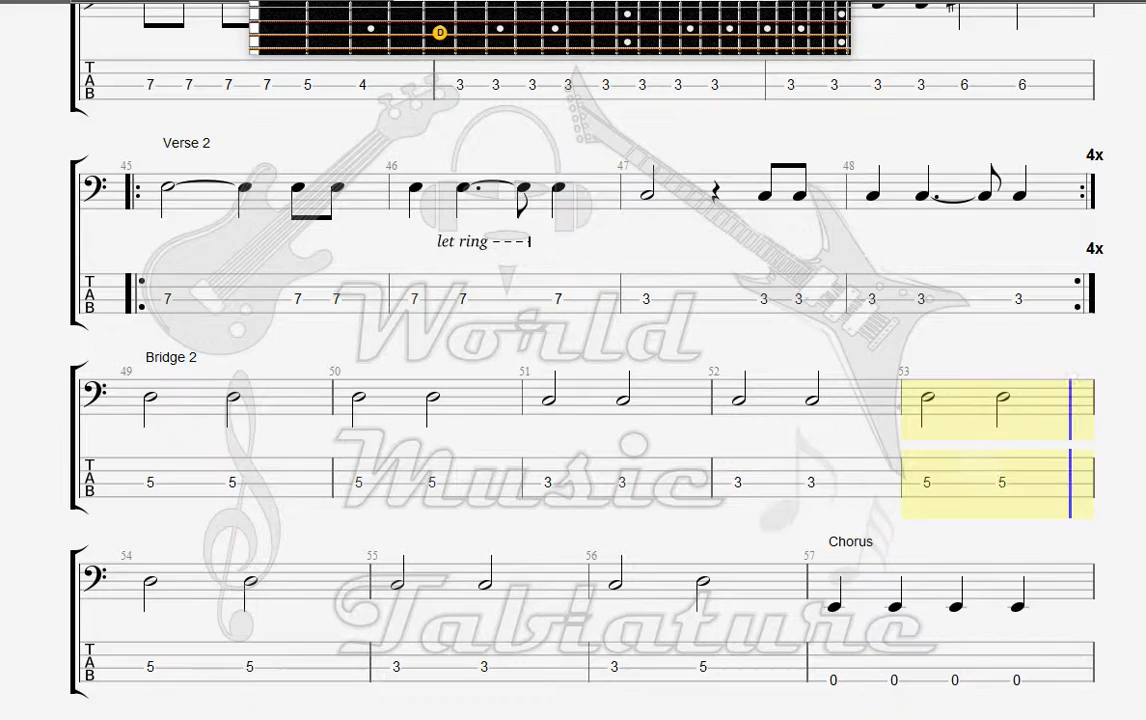 D
T
A
B
7 7 7 7 5 4 3 3 3 3 3 3 3 3 3 3 3 6 6
Verse 2
45 46 47 48 4x
let ring
4x
T
A
B
7 7 7 7 7 7 3 3 3 3 3 3
World
Bridge 2
49 50 51 52 53
T
A
B
5 5 5 5 3 3 3 3 5 5
Music
Chorus
54 55 56 57
Tablature
T
A
B
5 5 3 3 3 5
0 0 0 0